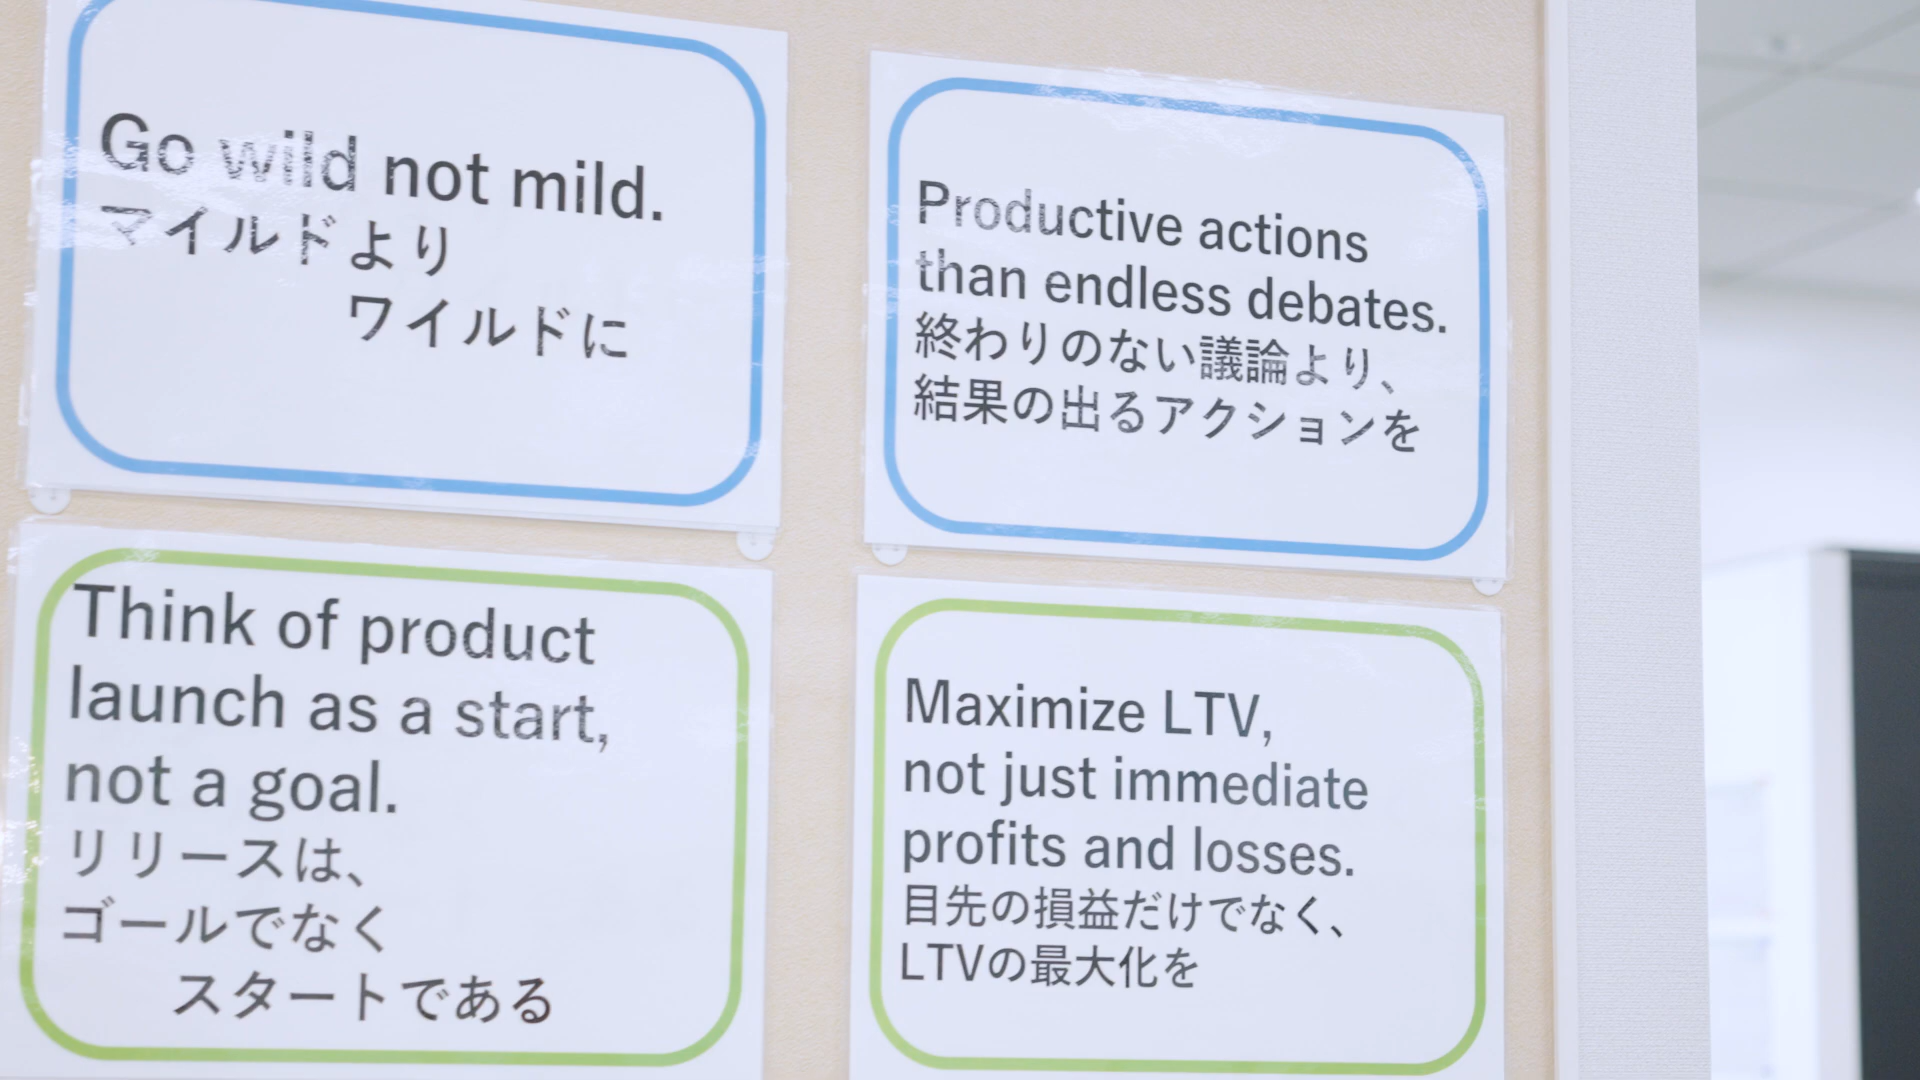 Go wild not mild.
マイルドより
ワイルドに
Productive actions
than endless debates.
終わりのない議論より、
結果の出るアクションを
Think of product
launch as a start,
not a goal.
リリースは、
ゴールでなく
スタートである
Maximize LTV,
not just immediate
profits and losses.
目先の損益だけでなく、
LTVの最大化を